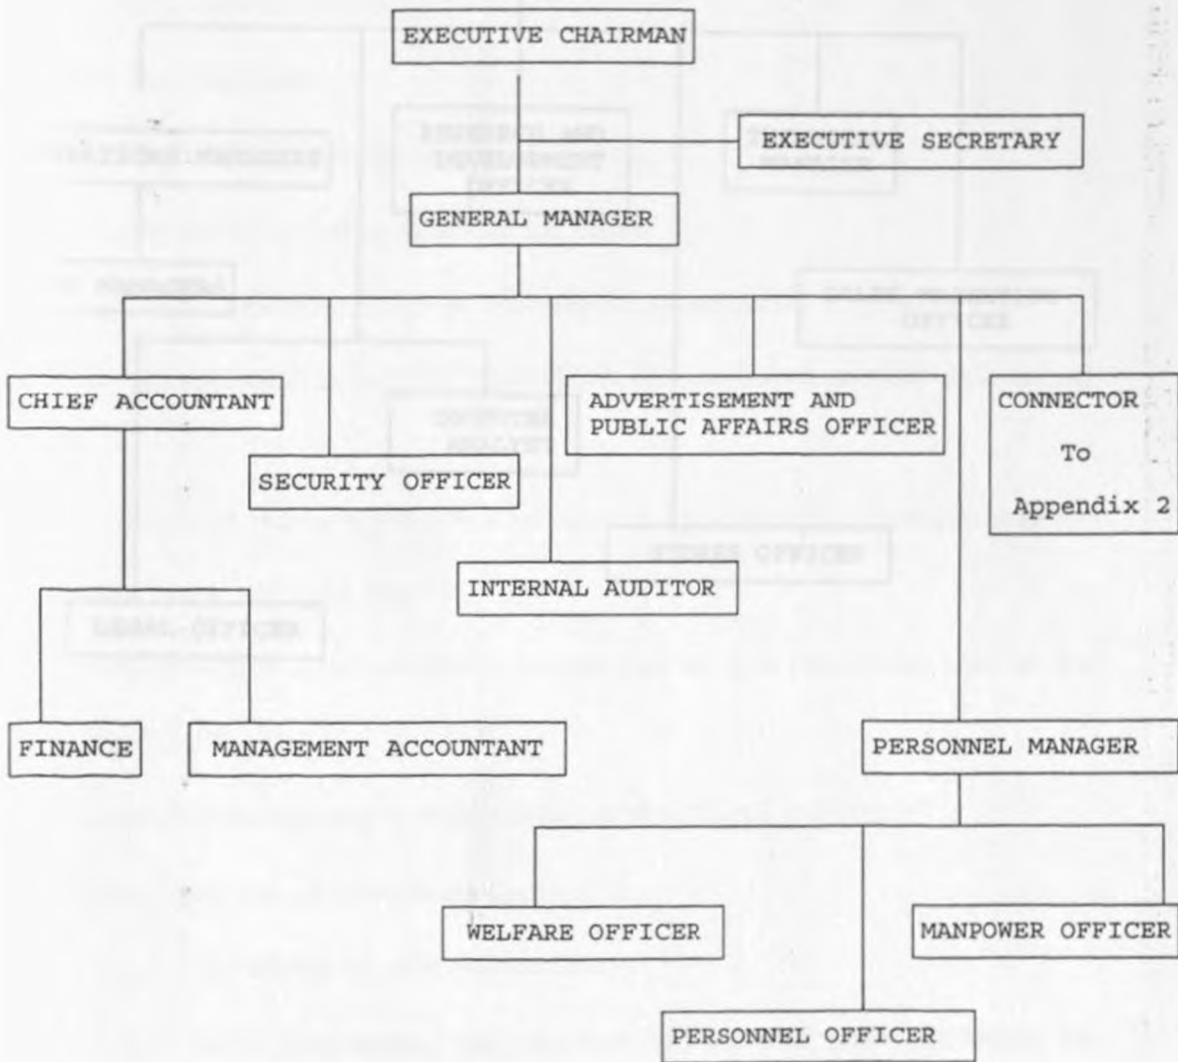 EXECUTIVE CHAIRMAN
EXECUTIVE SECRETARY
GENERAL MANAGER
CHIEF ACCOUNTANT
ADVERTISEMENT AND
PUBLIC AFFAIRS OFFICER
CONNECTOR
To
Appendix 2
SECURITY OFFICER
INTERNAL AUDITOR
FINANCE
MANAGEMENT ACCOUNTANT
PERSONNEL MANAGER
WELFARE OFFICER
MANPOWER OFFICER
PERSONNEL OFFICER